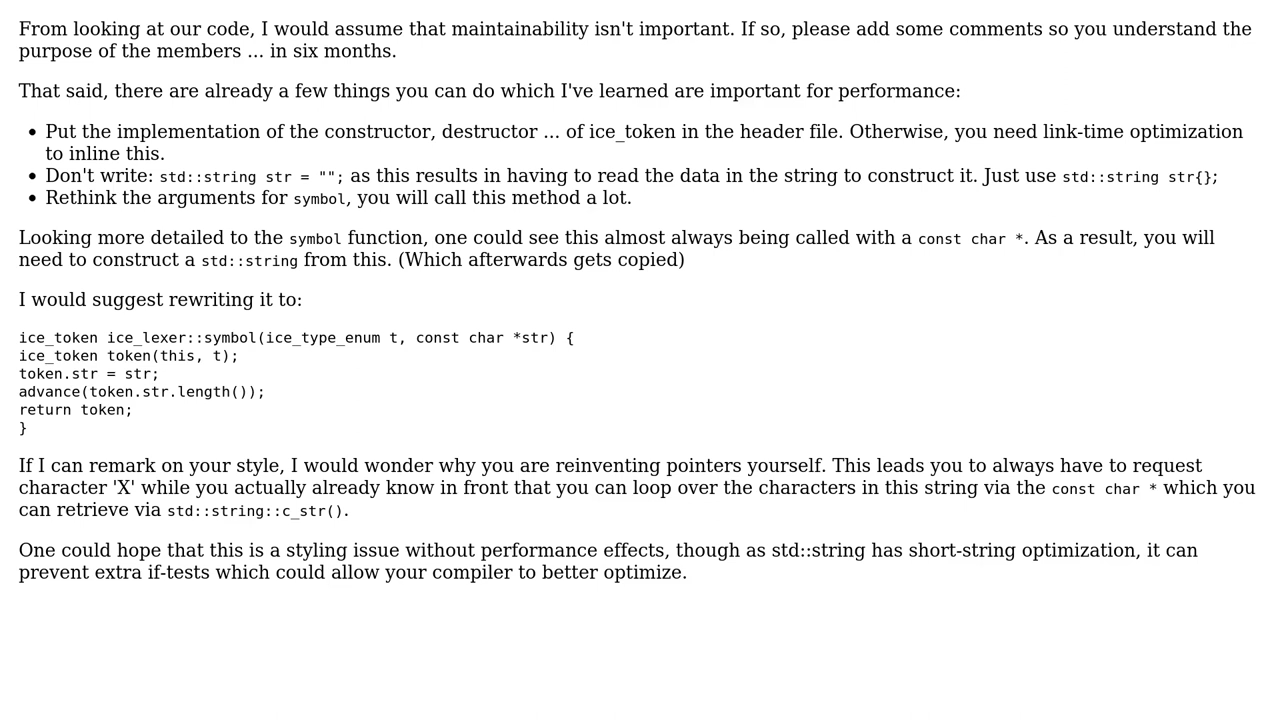 From looking at our code, I would assume that maintainability isn't important. If so, please add some comments so you understand the
purpose of the members ... in six months.
That said, there are already a few things you can do which I've learned are important for performance:
• Put the implementation of the constructor, destructor ... of ice_token in the header file. Otherwise, you need link-time optimization
to inline this.
• Don't write: std::string str = ""; as this results in having to read the data in the string to construct it. Just use std::string str{};
• Rethink the arguments for symbol, you will call this method a lot.
Looking more detailed to the symbol function, one could see this almost always being called with a const char *. As a result, you will
need to construct a std::string from this. (Which afterwards gets copied)
I would suggest rewriting it to:
ice_token ice_lexer::symbol(ice_type_enum t, const char *str) {
ice_token token(this, t);
token.str = str;
advance(token.str.length());
return token;
}
If I can remark on your style, I would wonder why you are reinventing pointers yourself. This leads you to always have to request
character 'X' while you actually already know in front that you can loop over the characters in this string via the const char * which you
can retrieve via std::string::c_str().
One could hope that this is a styling issue without performance effects, though as std::string has short-string optimization, it can
prevent extra if-tests which could allow your compiler to better optimize.